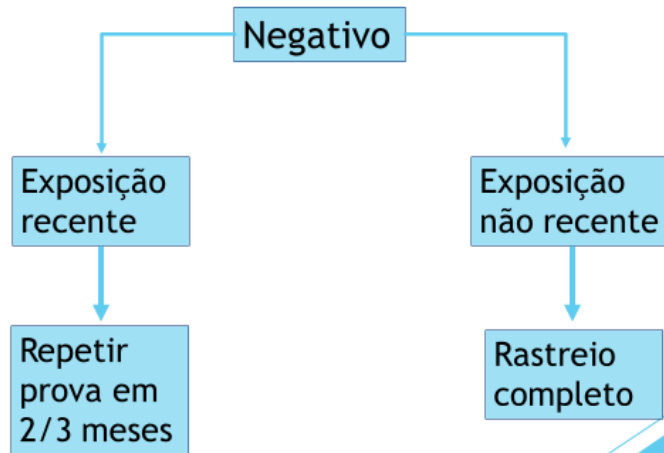 Negativo
Exposição
recente
Exposição
não recente
Repetir
prova em
2/3 meses
Rastreio
completo